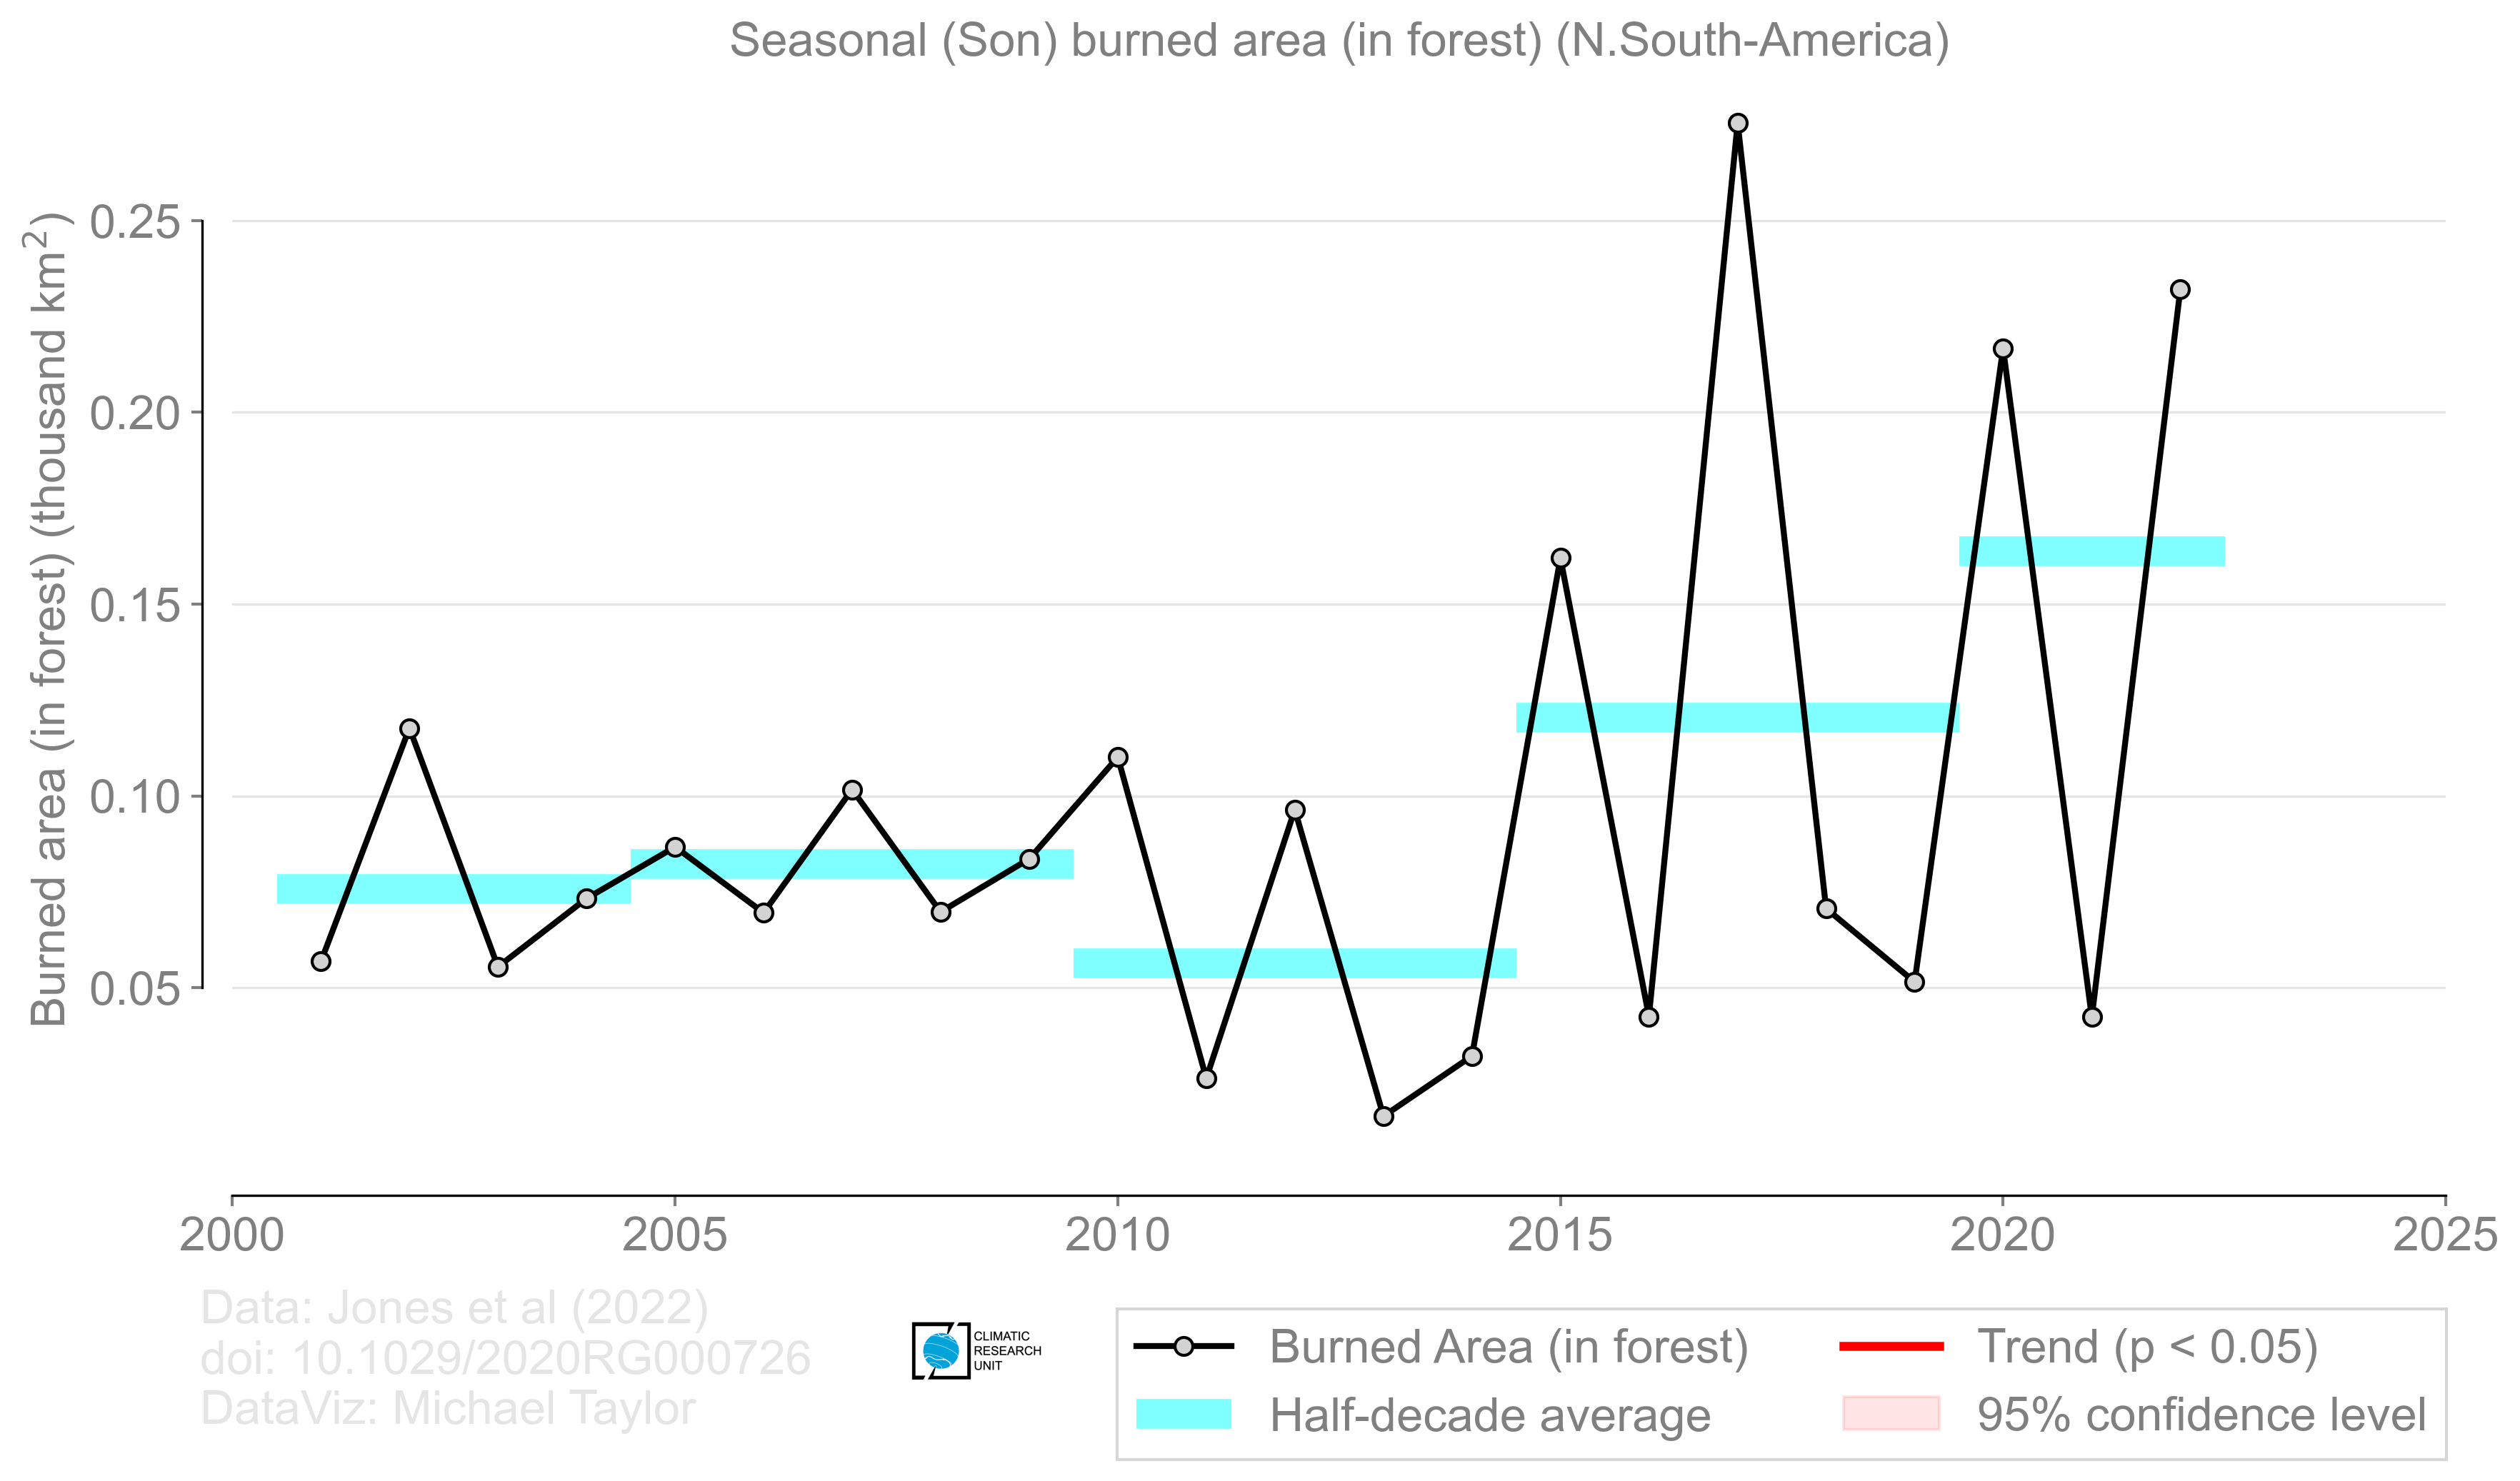 Seasonal (Son) burned area (in forest) (N.South-America)
Burned area (in forest) (thousand km²)
0.25
0.20
0.15
0.10
0.05
2000 2005 2010 2015 2020 2025
Data: Jones et al (2022)
doi: 10.1029/2020RG000726
DataViz: Michael Taylor
CLIMATIC
RESEARCH
UNIT
Burned Area (in forest)
Half-decade average
Trend (p < 0.05)
95% confidence level